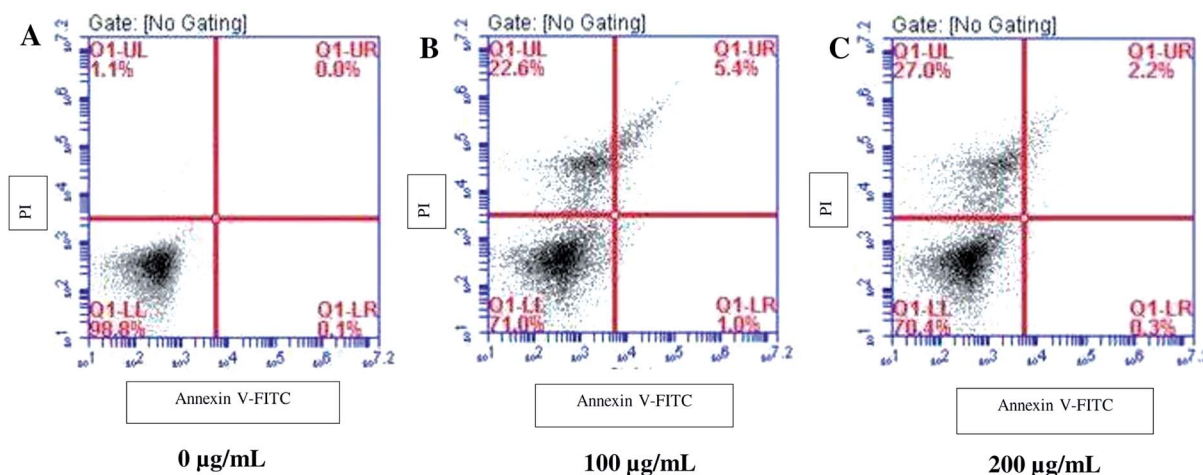 A
Gate: [No Gating]
Q1-UL
1.1%
Q1-UR
0.0%
Q1-LL
98.8%
Q1-LR
0.1%
PI
Annexin V-FITC
0 µg/mL
B
Gate: [No Gating]
Q1-UL
22.6%
Q1-UR
5.4%
Q1-LL
71.0%
Q1-LR
1.0%
PI
Annexin V-FITC
100 µg/mL
C
Gate: [No Gating]
Q1-UL
27.0%
Q1-UR
2.2%
Q1-LL
70.4%
Q1-LR
0.3%
PI
Annexin V-FITC
200 µg/mL